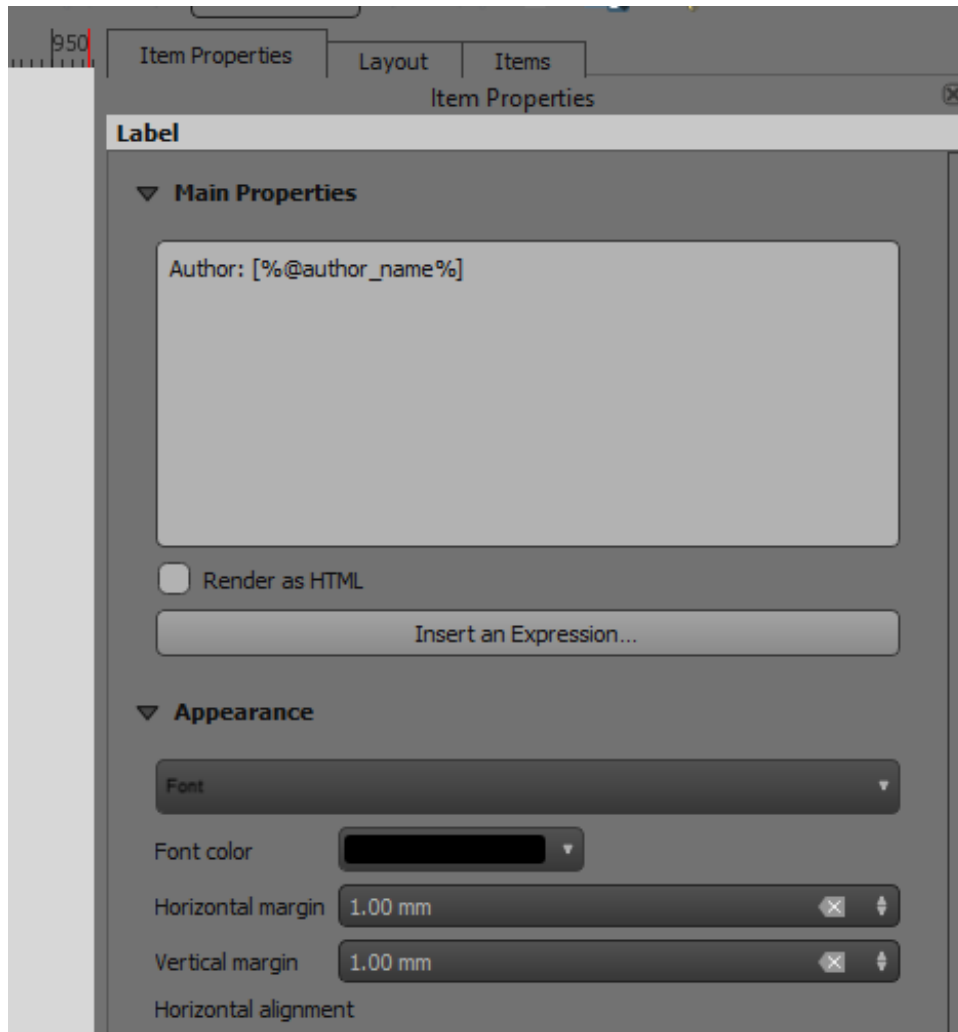 950
Item Properties Layout Items
Item Properties
Label
Main Properties
Author: [%@author_name%]
Render as HTML
Insert an Expression...
Appearance
Font
Font color
Horizontal margin 1.00 mm
Vertical margin 1.00 mm
Horizontal alignment